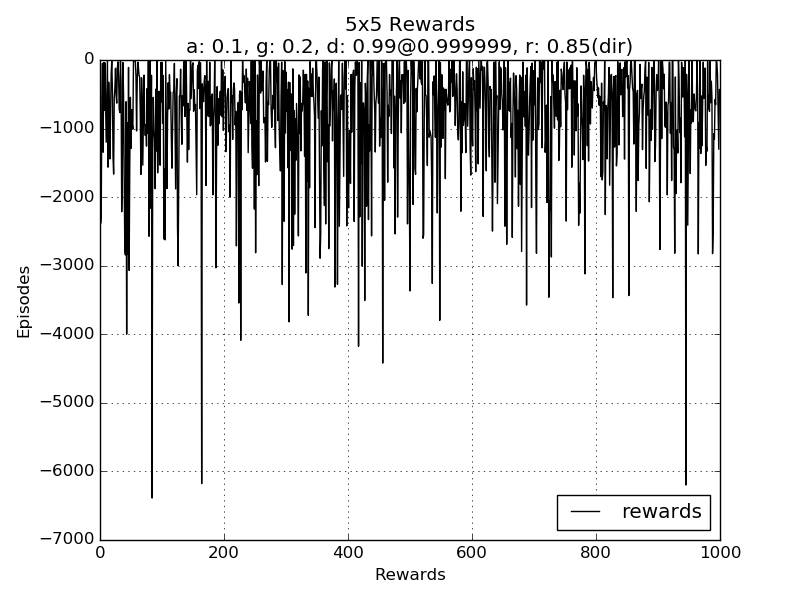 5x5 Rewards
a: 0.1, g: 0.2, d: 0.99@0.999999, r: 0.85(dir)
0
−1000
−2000
−3000
−4000
−5000
−6000
−7000
Episodes
rewards
0 200 400 600 800 1000
Rewards